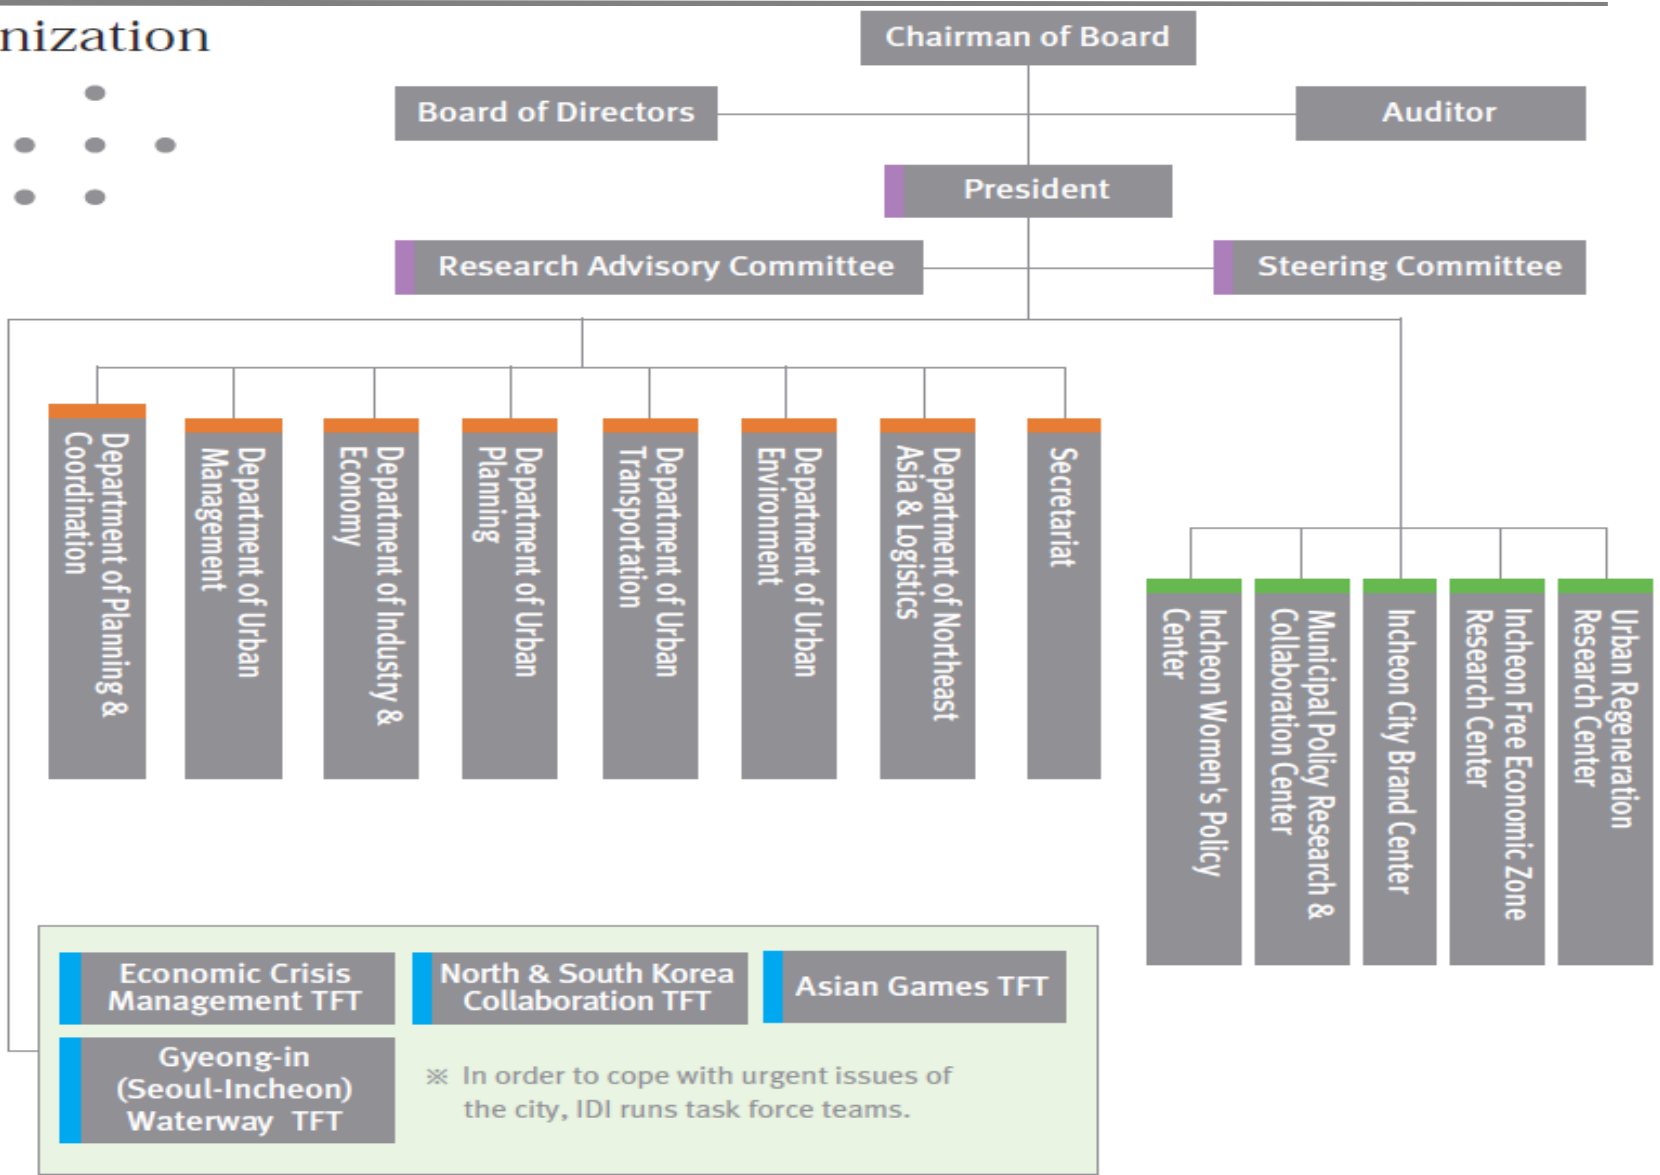 nization
Chairman of Board
Board of Directors
Auditor
President
Research Advisory Committee
Steering Committee
Department of Planning &
Coordination
Department of Urban
Management
Department of Industry &
Economy
Department of Urban
Planning
Department of Urban
Transportation
Department of Urban
Environment
Department of Northeast
Asia & Logistics
Secretariat
Incheon Women's Policy
Center
Municipal Policy Research &
Collaboration Center
Incheon City Brand Center
Incheon Free Economic Zone
Research Center
Urban Regeneration
Research Center
Economic Crisis
Management TFT
North & South Korea
Collaboration TFT
Asian Games TFT
Gyeong-in
(Seoul-Incheon)
Waterway TFT
※ In order to cope with urgent issues of
the city, IDI runs task force teams.